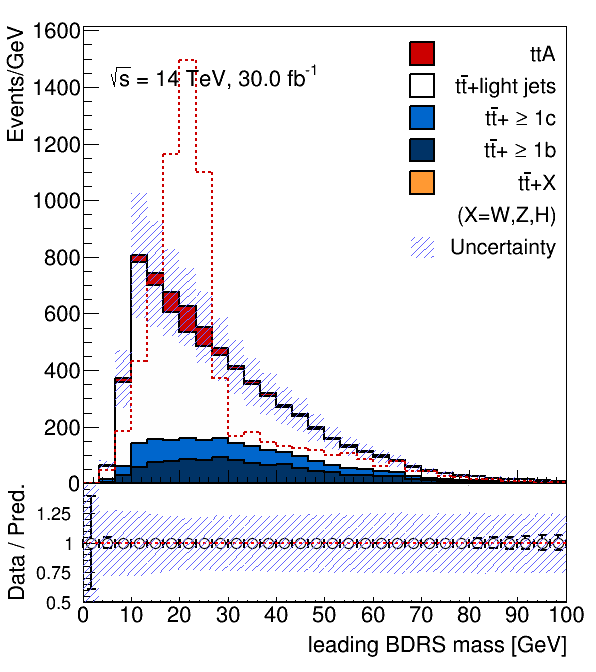 Events/GeV
1600
1400
1200
1000
800
600
400
200
0
√s = 14 TeV, 30.0 fb⁻¹
ttA
tt̄+light jets
tt̄+ ≥ 1c
tt̄+ ≥ 1b
tt̄+X
(X=W,Z,H)
Uncertainty
Data / Pred.
1.25
1
0.75
0.5
0 10 20 30 40 50 60 70 80 90 100
leading BDRS mass [GeV]